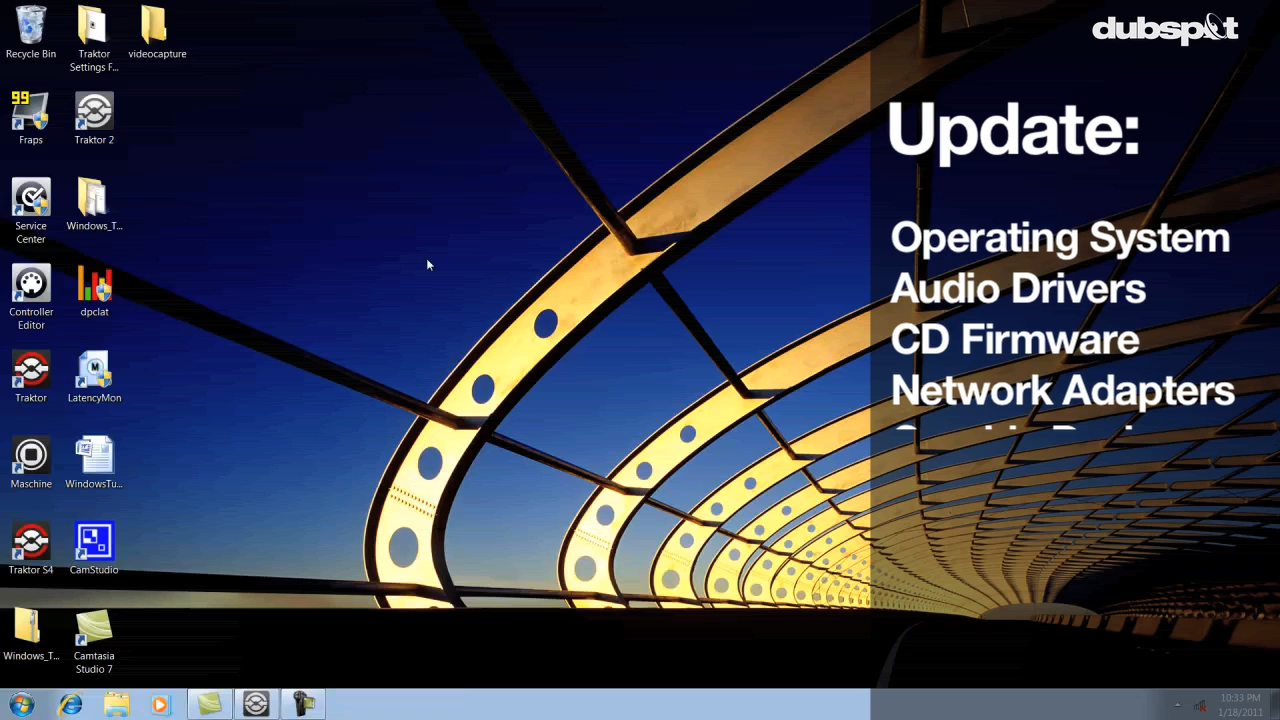 Recycle Bin
Traktor
Settings F...
videocapture
99
Fraps
Traktor 2
Service
Center
Windows_T...
Controller
Editor
dpclat
Traktor
M
LatencyMon
Maschine
WindowsTu...
Traktor S4
CamStudio
Windows_T...
Camtasia
Studio 7
dubspot
Update:
Operating System
Audio Drivers
CD Firmware
Network Adapters
10:33 PM
1/18/2011